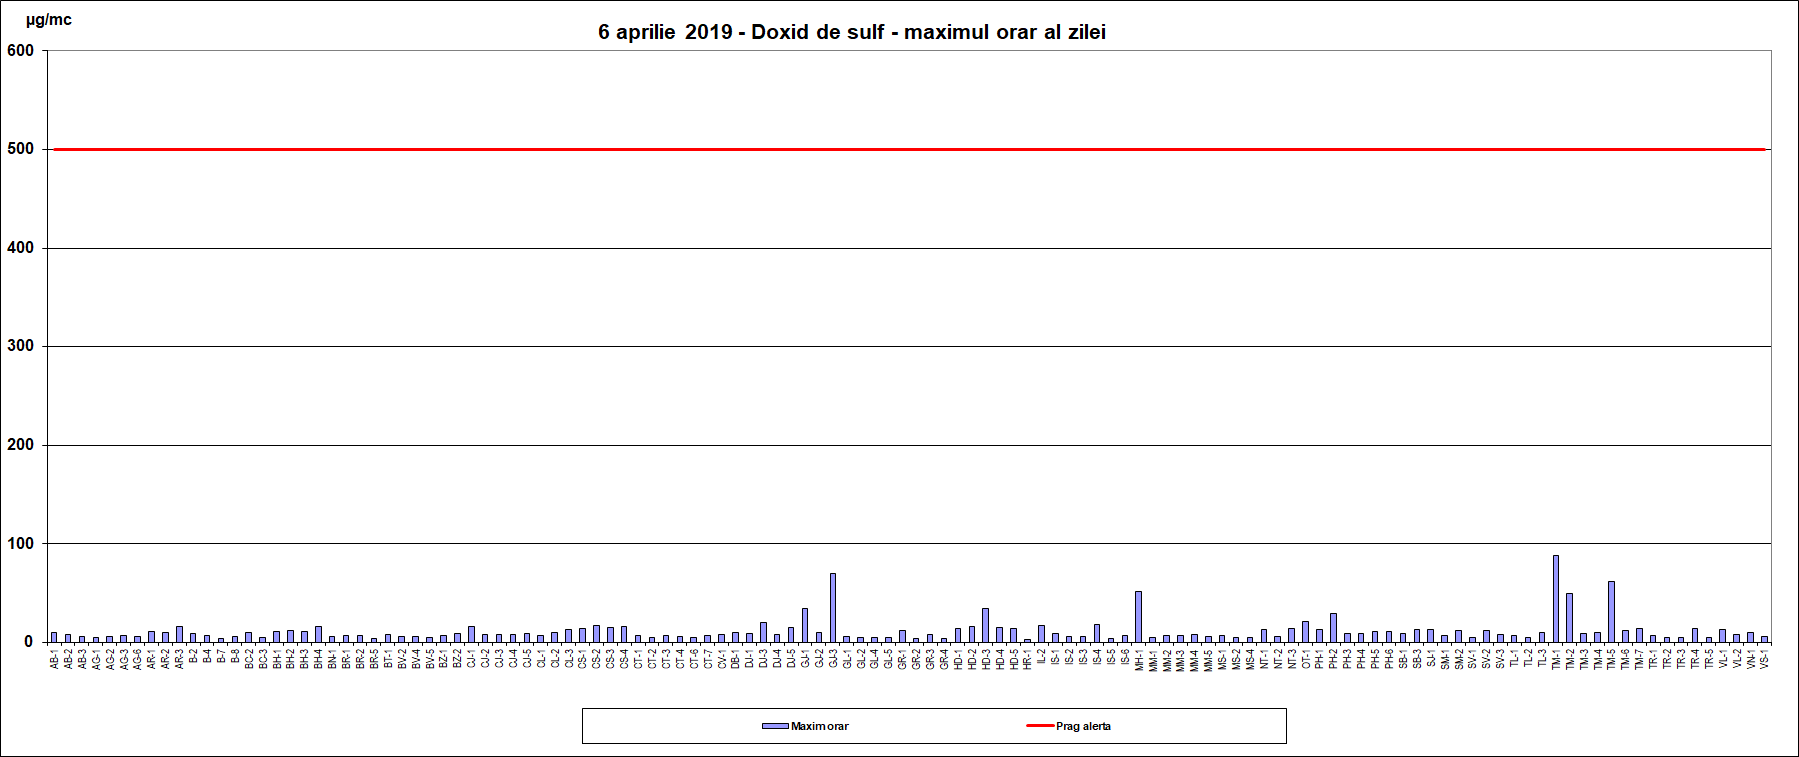 µg/mc
6 aprilie 2019 - Doxid de sulf - maximul orar al zilei
600
500
400
300
200
100
0
AB-1 AB-2 AB-3 AG-1 AG-2 AG-3 AG-6 AR-1 AR-2 AR-3 B-2 B-4 B-7 B-8 BC-2 BC-3 BH-1 BH-2 BH-3 BH-4 BN-1 BR-1 BR-2 BR-5 BT-1 BV-2 BV-4 BV-5 BZ-1 BZ-2 CJ-1 CJ-2 CJ-3 CJ-4 CJ-5 CL-1 CL-2 CL-3 CS-1 CS-2 CS-3 CS-4 CT-1 CT-2 CT-3 CT-4 CT-6 CT-7 CV-1 DB-1 DJ-1 DJ-3 DJ-4 DJ-5 GJ-1 GJ-2 GJ-3 GL-1 GL-2 GL-4 GL-5 GR-1 GR-2 GR-3 GR-4 HD-1 HD-2 HD-3 HD-4 HD-5 HR-1 IL-2 IS-1 IS-2 IS-3 IS-4 IS-5 IS-6 MH-1 MM-1 MM-2 MM-3 MM-4 MM-5 MS-1 MS-2 MS-4 NT-1 NT-2 NT-3 OT-1 PH-1 PH-2 PH-3 PH-4 PH-5 PH-6 SB-1 SB-3 SJ-1 SM-1 SM-2 SV-1 SV-2 SV-3 TL-1 TL-2 TL-3 TM-1 TM-2 TM-3 TM-4 TM-5 TM-6 TM-7 TR-1 TR-2 TR-3 TR-4 TR-5 VL-1 VL-2 VN-1 VS-1
Maxim orar Prag alerta